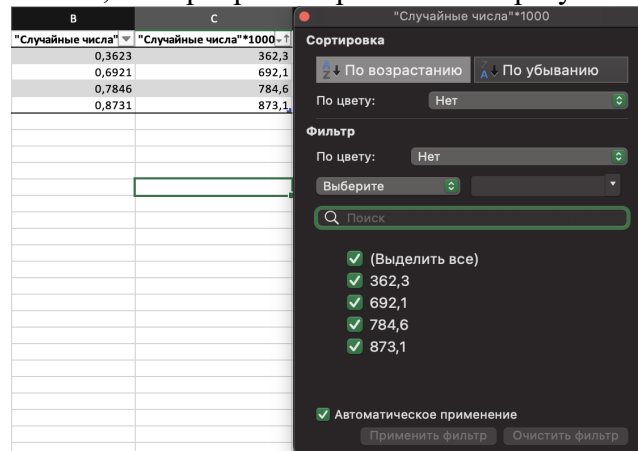 B C
"Случайные числа" "Случайные числа"*1000
0,3623 362,3
0,6921 692,1
0,7846 784,6
0,8731 873,1
"Случайные числа"*1000
Сортировка
По возрастанию По убыванию
По цвету: Нет
Фильтр
По цвету: Нет
Выберите
Поиск
(Выделить все)
362,3
692,1
784,6
873,1
Автоматическое применение
Применить фильтр Очистить фильтр